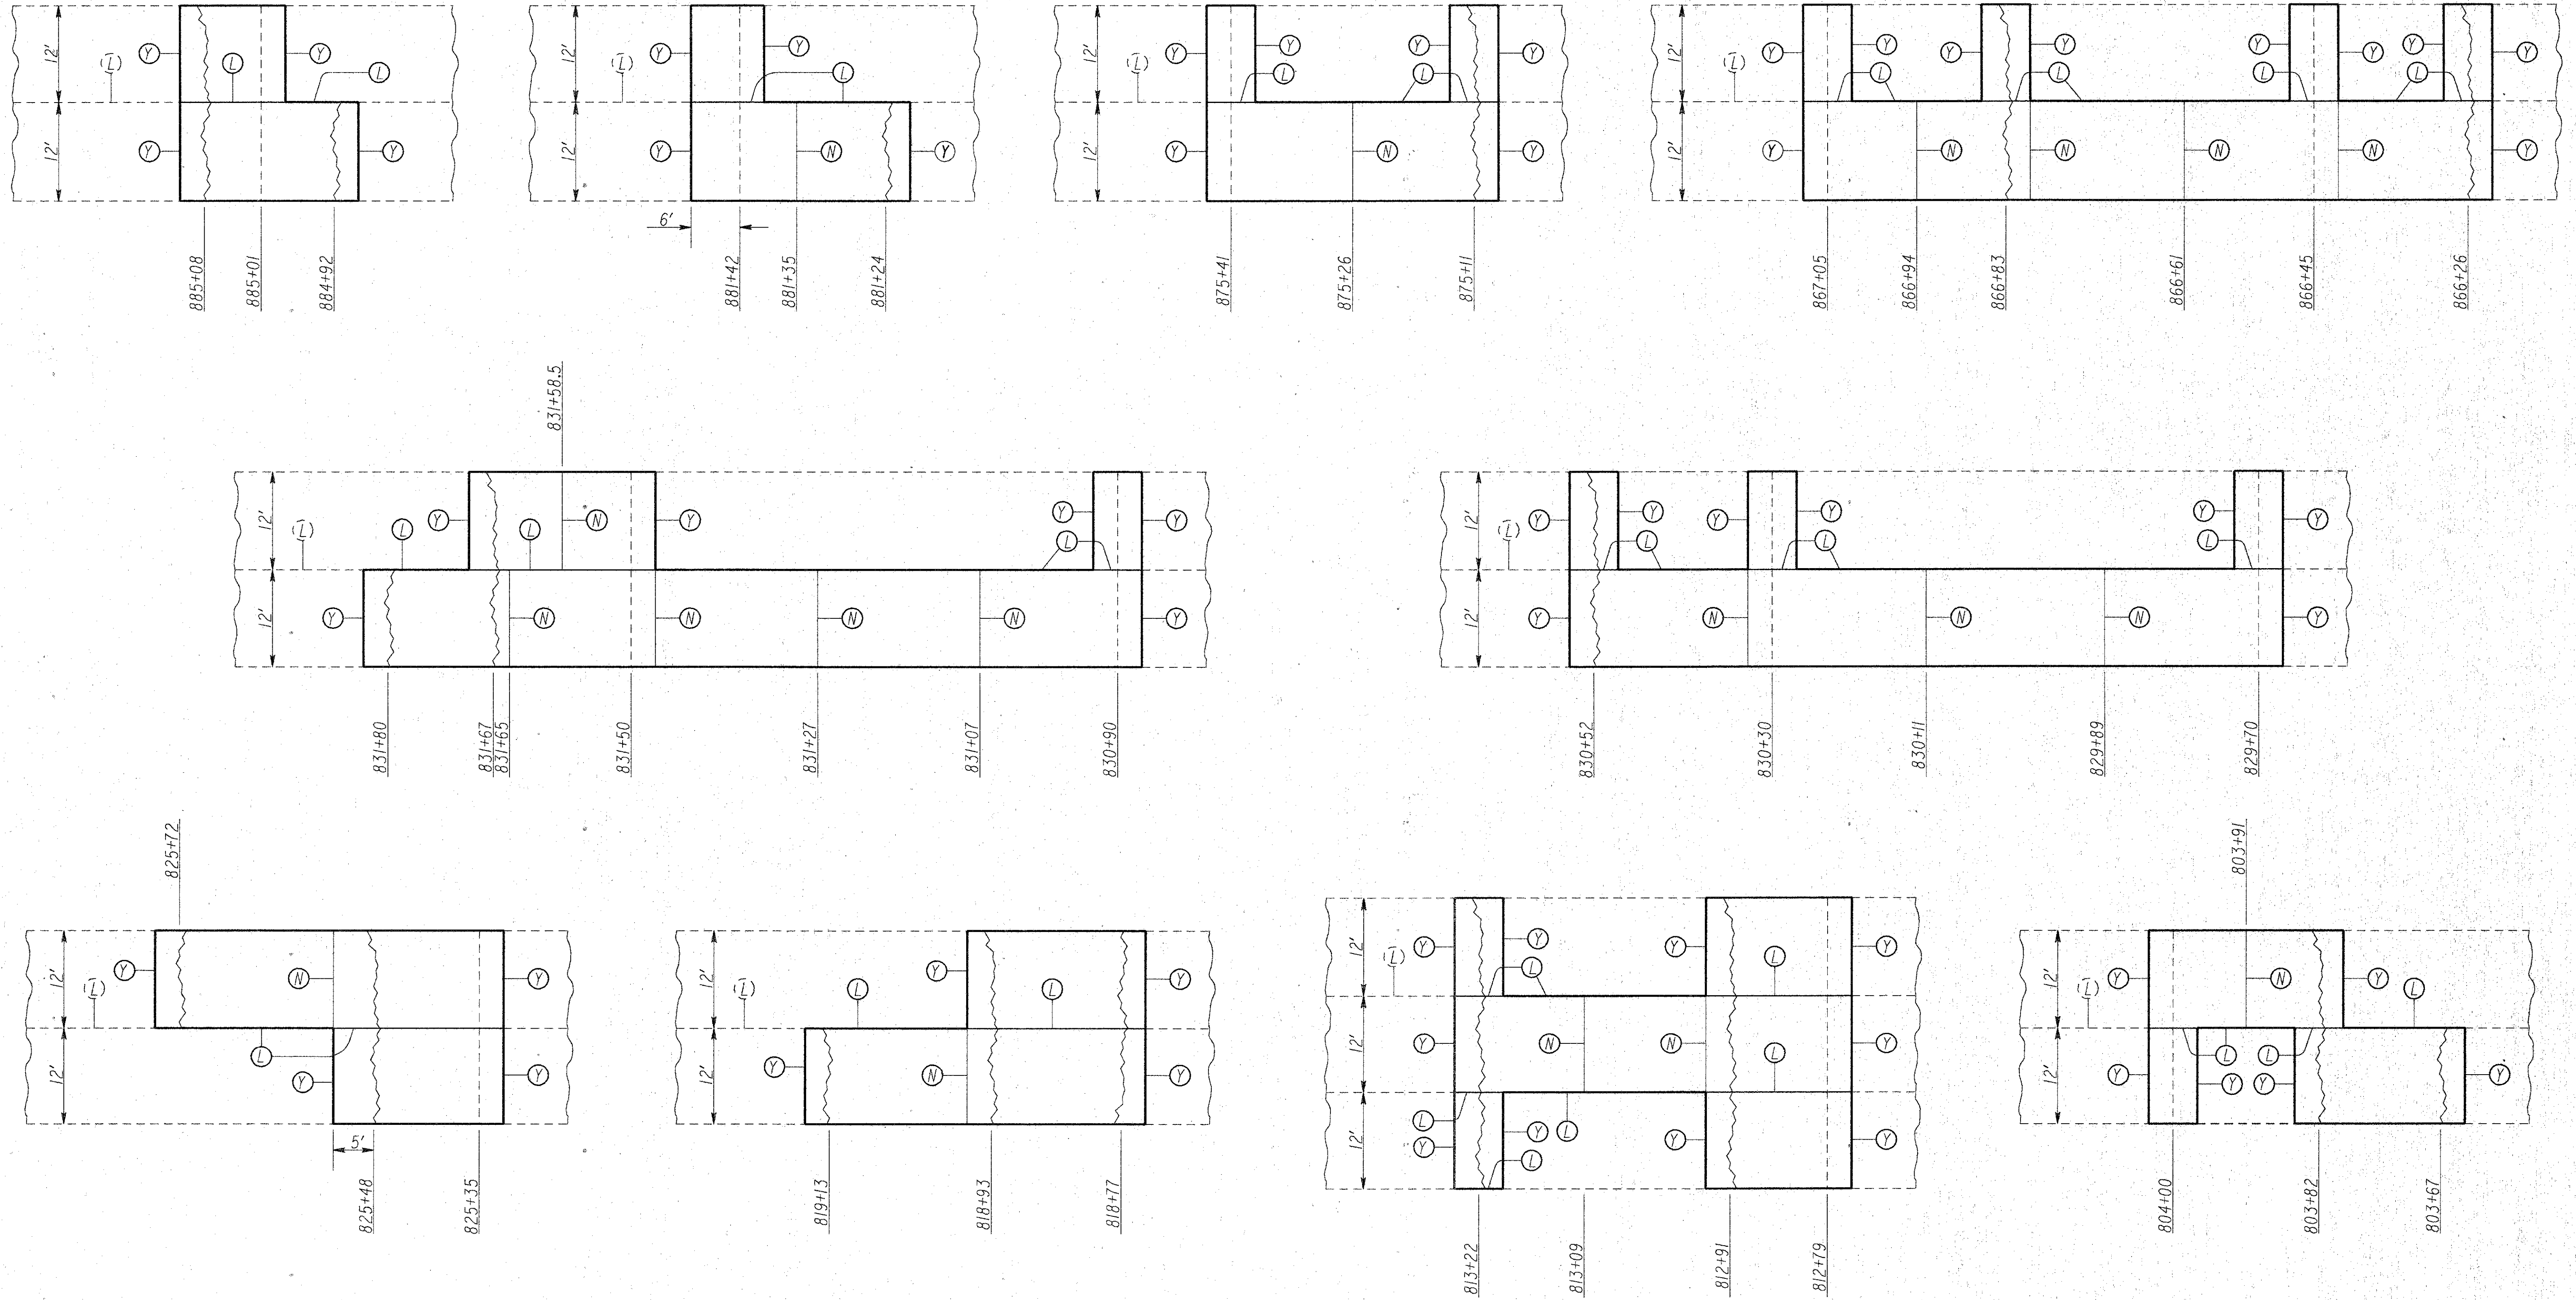 12' (L) Y L Y L
12' Y Y
885+08 885+01 884+92
12' (L) Y Y L
12' Y N Y
6'
881+42 881+35 881+24
12' (L) Y Y L Y L Y
12' Y N Y
875+41 875+26 875+11
12' (L) Y Y L Y Y L Y L Y Y L Y
12' Y N N N N Y
867+05 866+94 866+83 866+61 866+45 866+26
831+58.5
12' (L) L Y L N Y Y L Y
12' Y N N N N Y
831+80 831+67 831+65 831+50 831+27 831+07 830+90
12' (L) Y Y L Y Y L Y L Y
12' Y N N N Y
830+52 830+30 830+11 829+89 829+70
825+72
12' (L) Y N Y
12' L Y Y
5'
825+48 825+35
12' (L) L Y L Y
12' Y N Y
819+13 818+93 818+77
12' (L) Y Y L Y L Y
12' Y N N L Y
12' L Y Y L L Y Y
813+22 813+09 812+91 812+79
803+91
12' (L) Y N Y L
12' Y L Y L Y Y
804+00 803+82 803+67